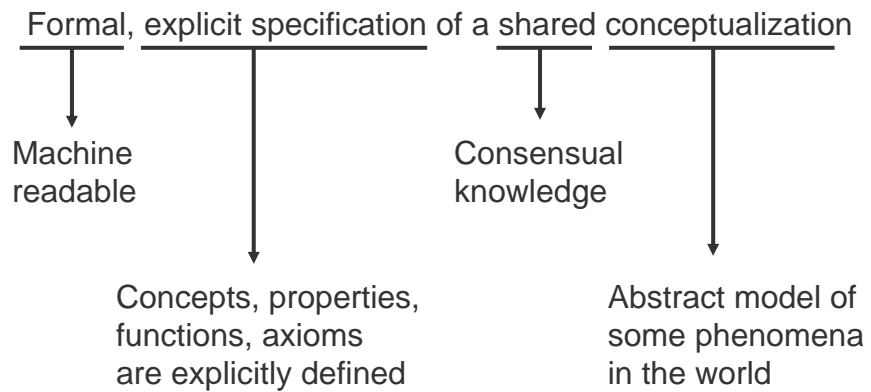 Formal, explicit specification of a shared conceptualization
Machine
readable
Consensual
knowledge
Concepts, properties,
functions, axioms
are explicitly defined
Abstract model of
some phenomena
in the world